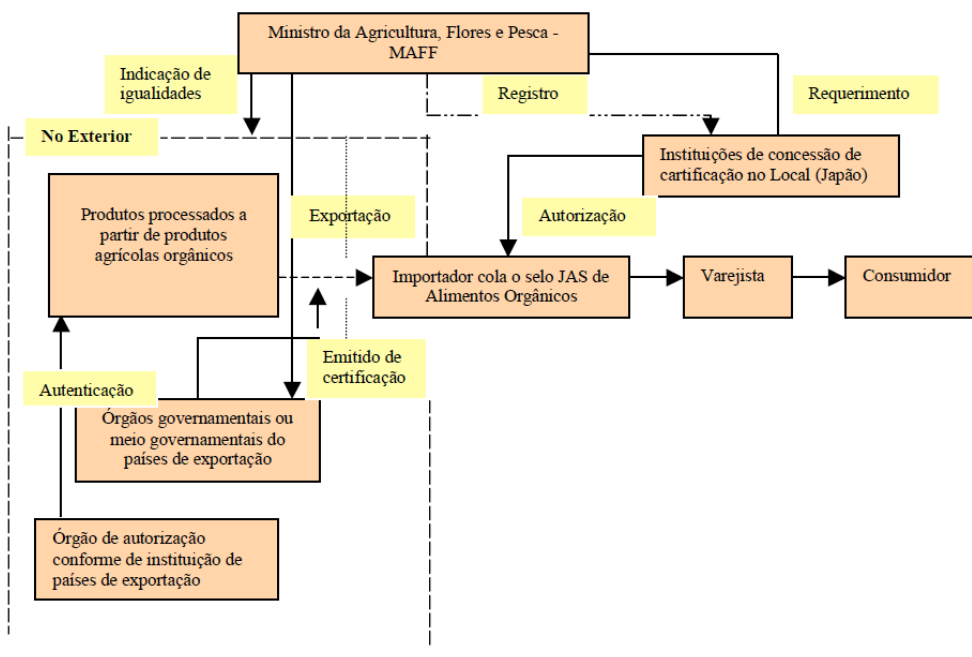 Ministro da Agricultura, Flores e Pesca -
MAFF
Indicação de
igualdades
Registro
Requerimento
No Exterior
Instituições de concessão de
cartificação no Local (Japão)
Produtos processados a
partir de produtos
agrícolas orgânicos
Exportação
Autorização
Importador cola o selo JAS de
Alimentos Orgânicos
Varejista
Consumidor
Emitido de
certificação
Autenticação
Órgãos governamentais ou
meio governamentais do
países de exportação
Órgão de autorização
conforme de instituição de
países de exportação